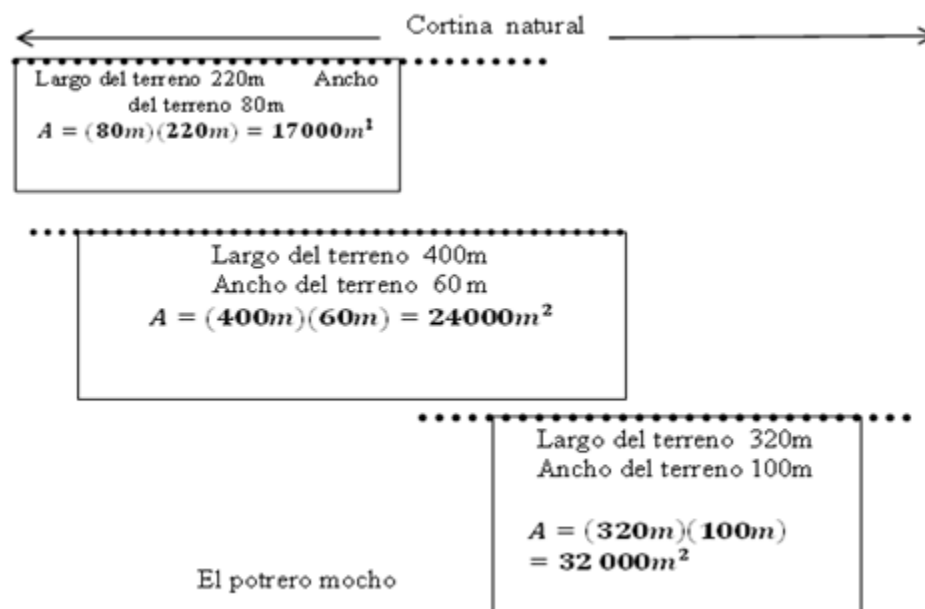 Cortina natural
Largo del terreno 220m Ancho
del terreno 80m
A = (80m)(220m) = 17000m²
Largo del terreno 400m
Ancho del terreno 60 m
A = (400m)(60m) = 24000m²
Largo del terreno 320m
Ancho del terreno 100m
A = (320m)(100m)
= 32 000m²
El potrero mocho